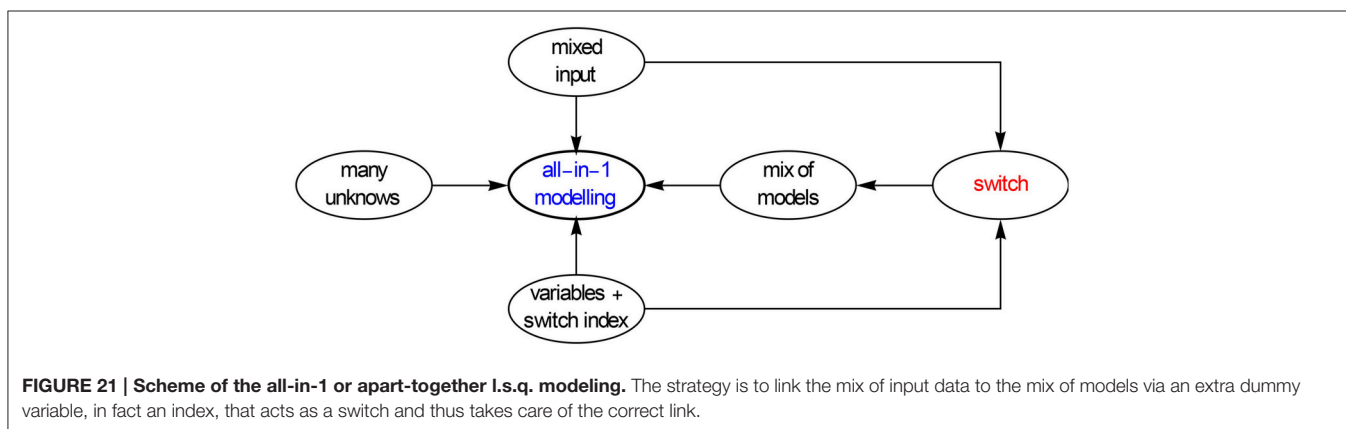 mixed
input
many
unknows
all-in-1
modelling
mix of
models
switch
variables +
switch index
FIGURE 21 | Scheme of the all-in-1 or apart-together l.s.q. modeling. The strategy is to link the mix of input data to the mix of models via an extra dummy
variable, in fact an index, that acts as a switch and thus takes care of the correct link.